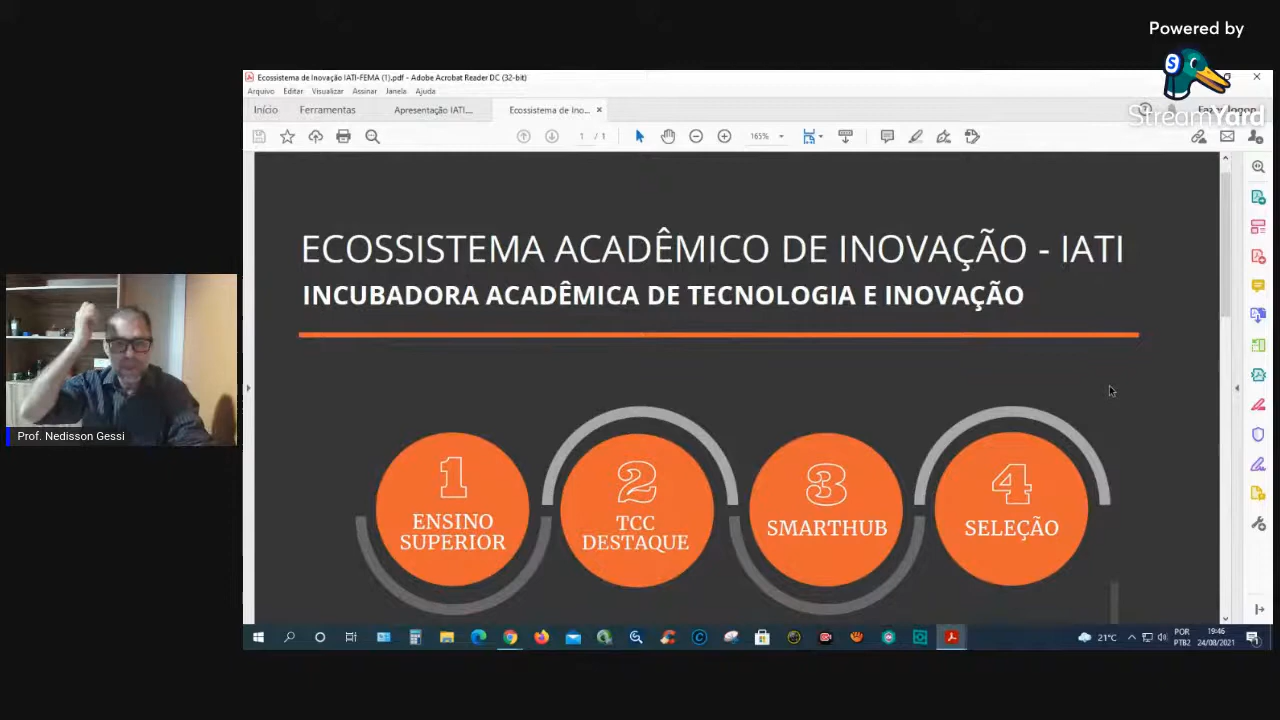 Powered by
StreamYard
Ecossistema de Inovação IATI-FEMA (1).pdf - Adobe Acrobat Reader DC (32-bit)
Arquivo Editar Visualizar Assinar Janela Ajuda
Início Ferramentas Apresentação IATI... Ecossistema de Ino... ×
1 / 1 165%
ECOSSISTEMA ACADÊMICO DE INOVAÇÃO - IATI
INCUBADORA ACADÊMICA DE TECNOLOGIA E INOVAÇÃO
1
ENSINO
SUPERIOR
2
TCC
DESTAQUE
3
SMARTHUB
4
SELEÇÃO
Prof. Nedisson Gessi
21°C
POR
PTB2
19:46
24/08/2021